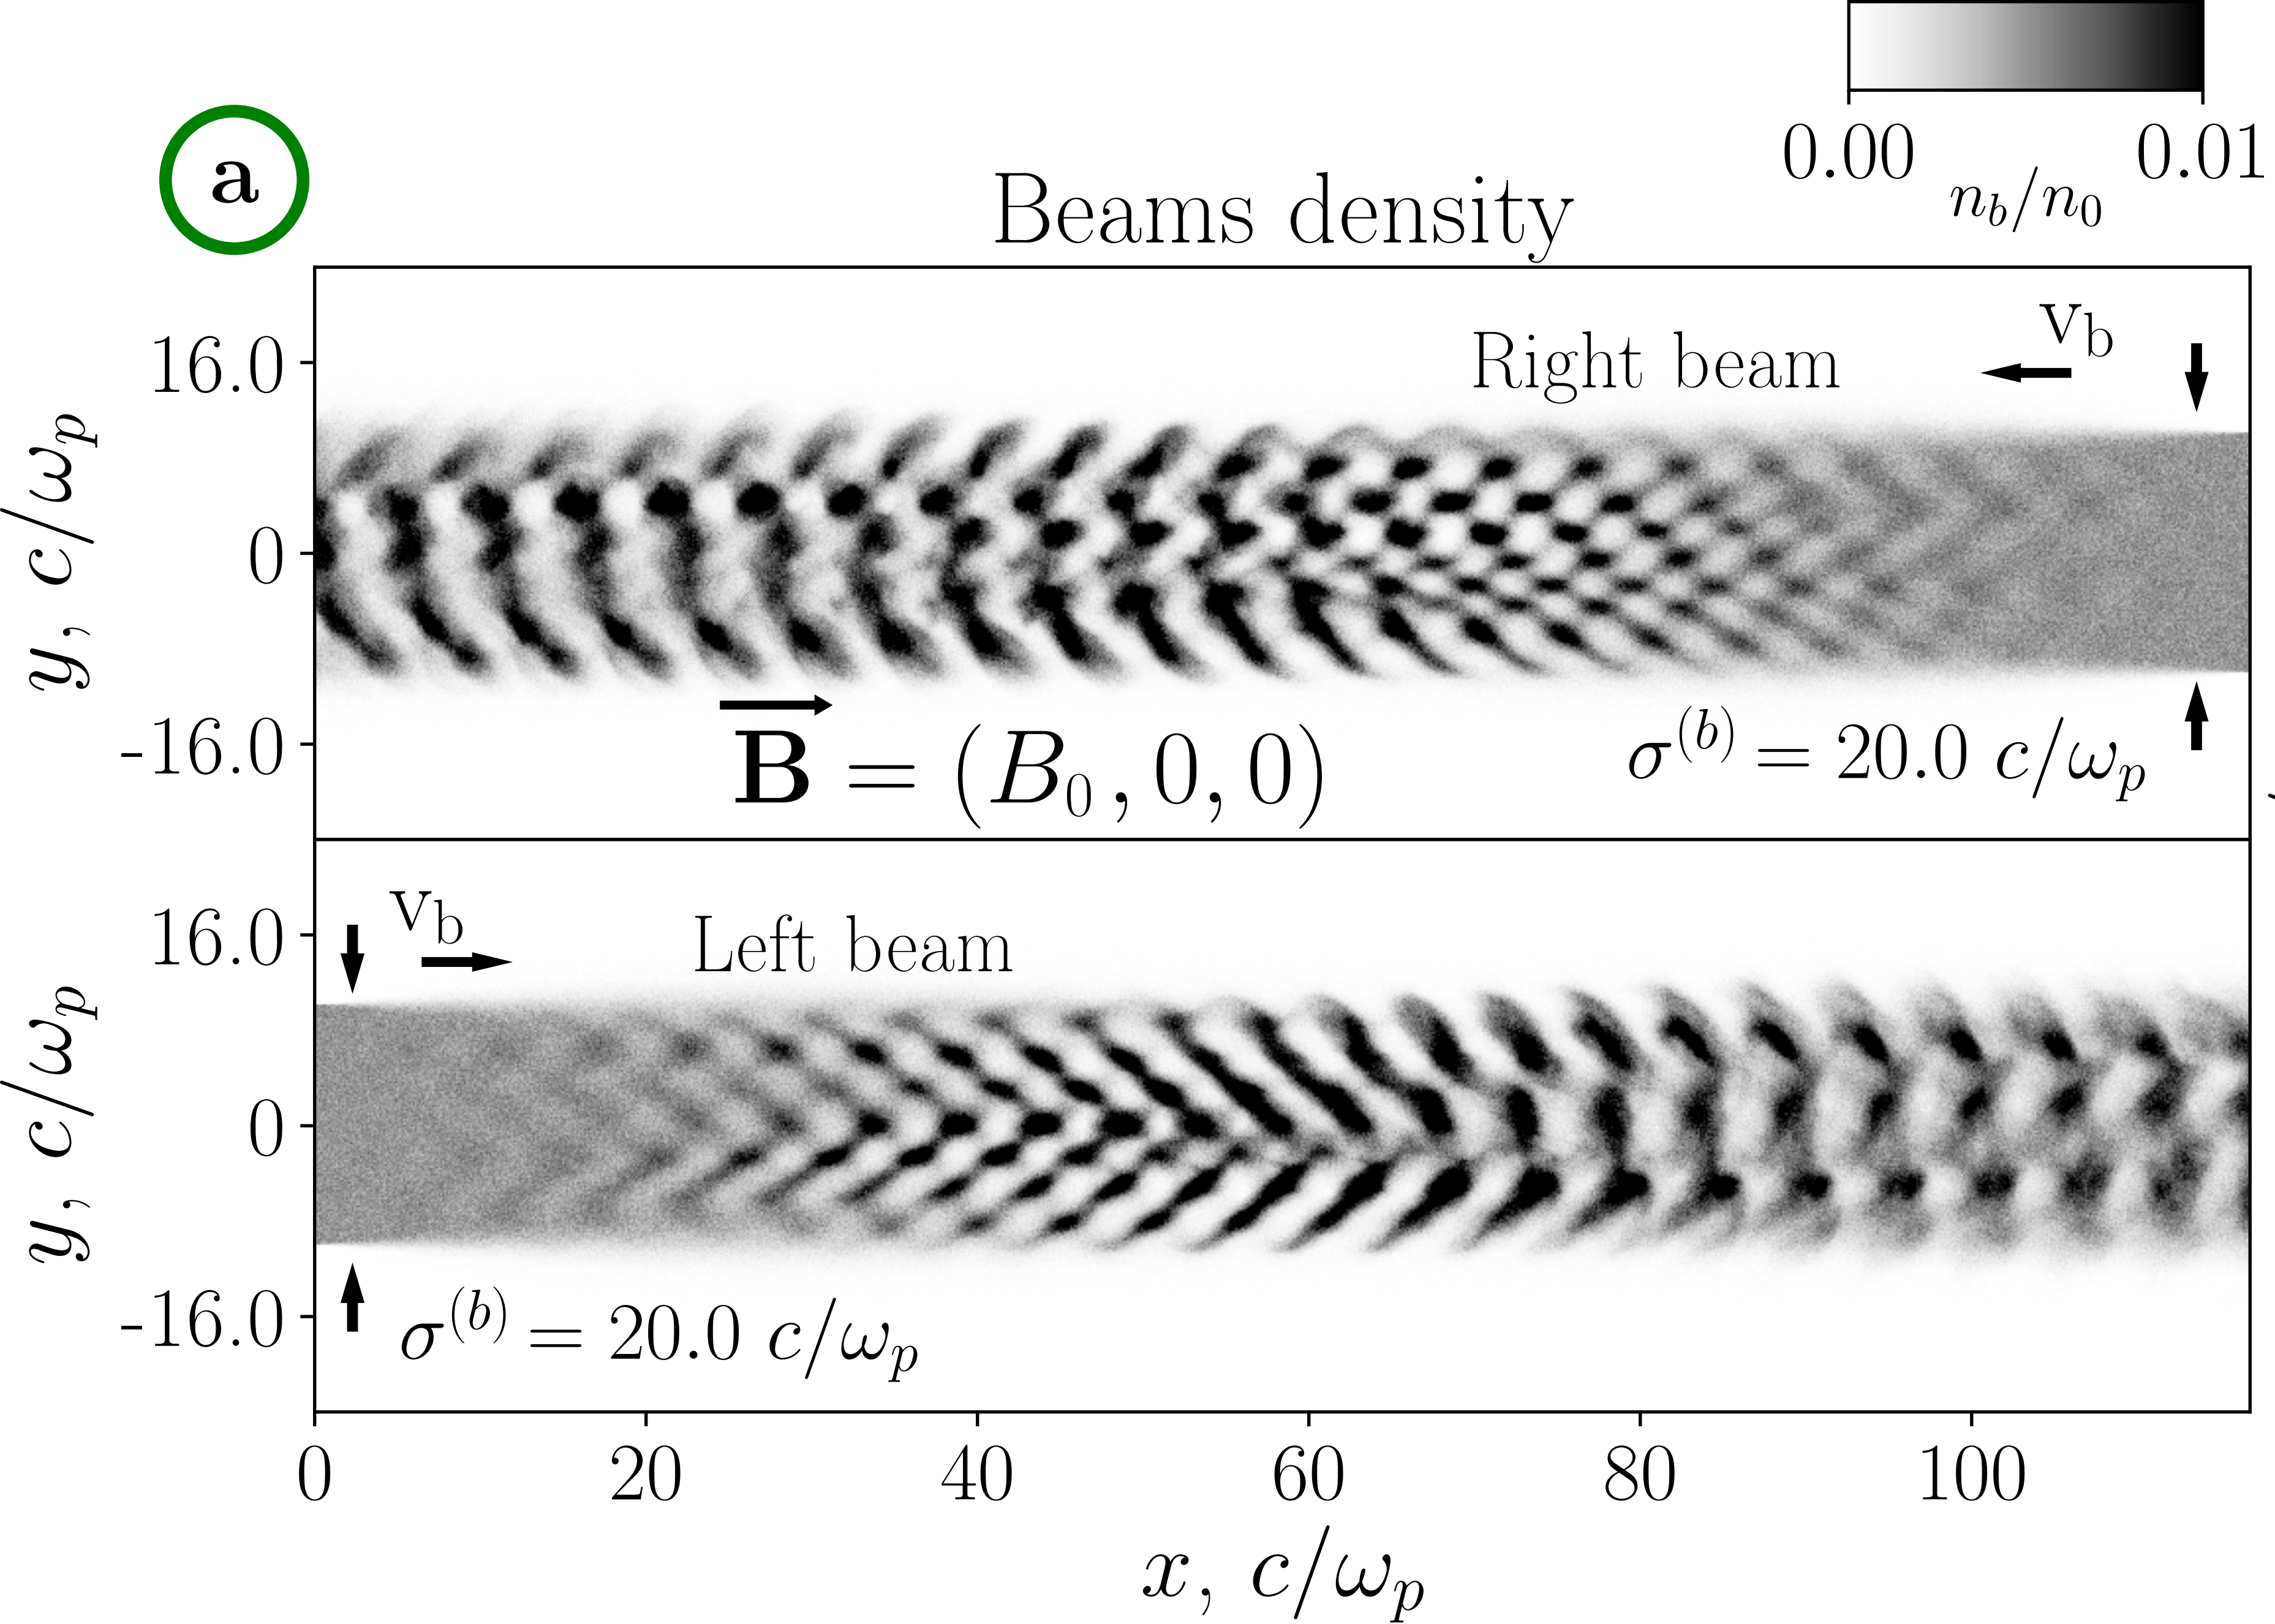 0.00 0.01
n_b/n_0
a
Beams density
16.0
0
-16.0
y, c/ω_p
Right beam
v_b
B = (B_0, 0, 0)
σ^(b) = 20.0 c/ω_p
16.0
0
-16.0
y, c/ω_p
v_b
Left beam
σ^(b) = 20.0 c/ω_p
0 20 40 60 80 100
x, c/ω_p